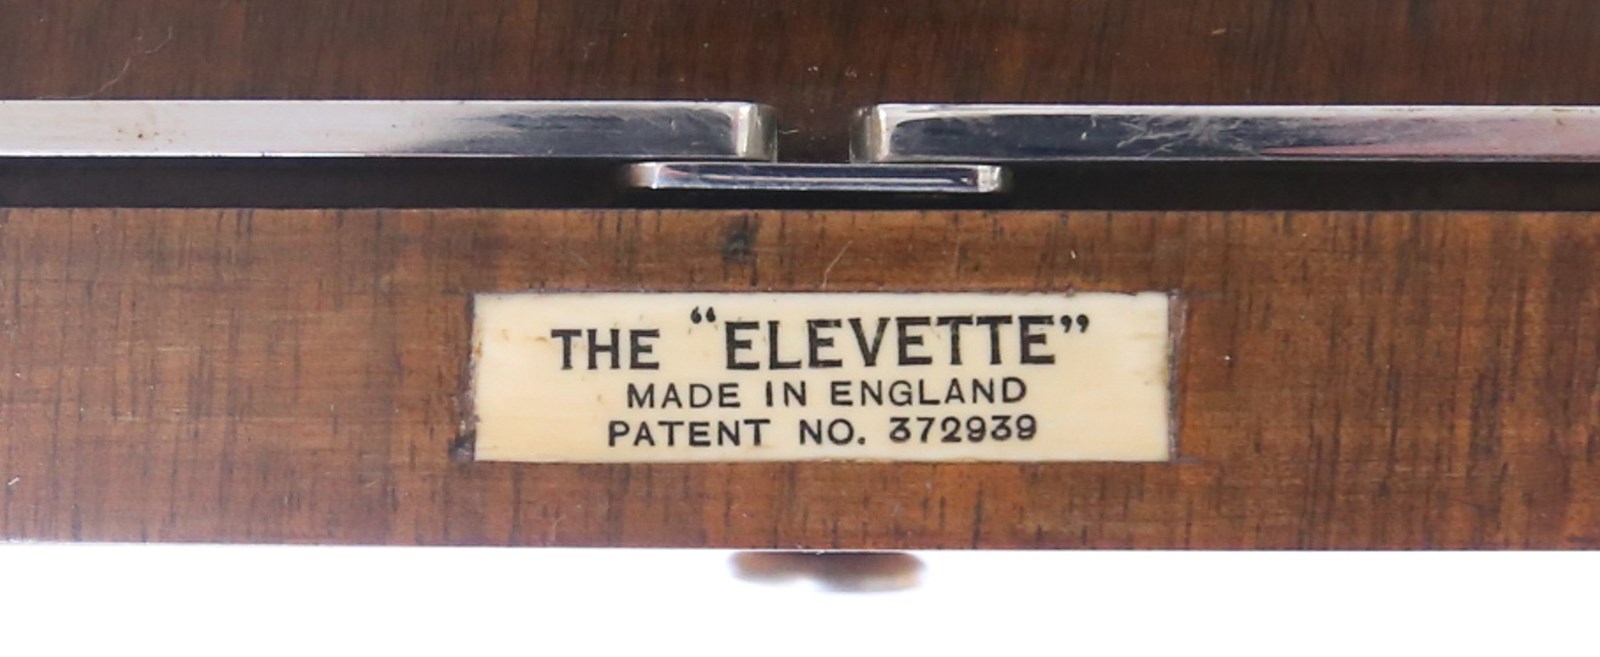 THE “ELEVETTE”
MADE IN ENGLAND
PATENT NO. 372939